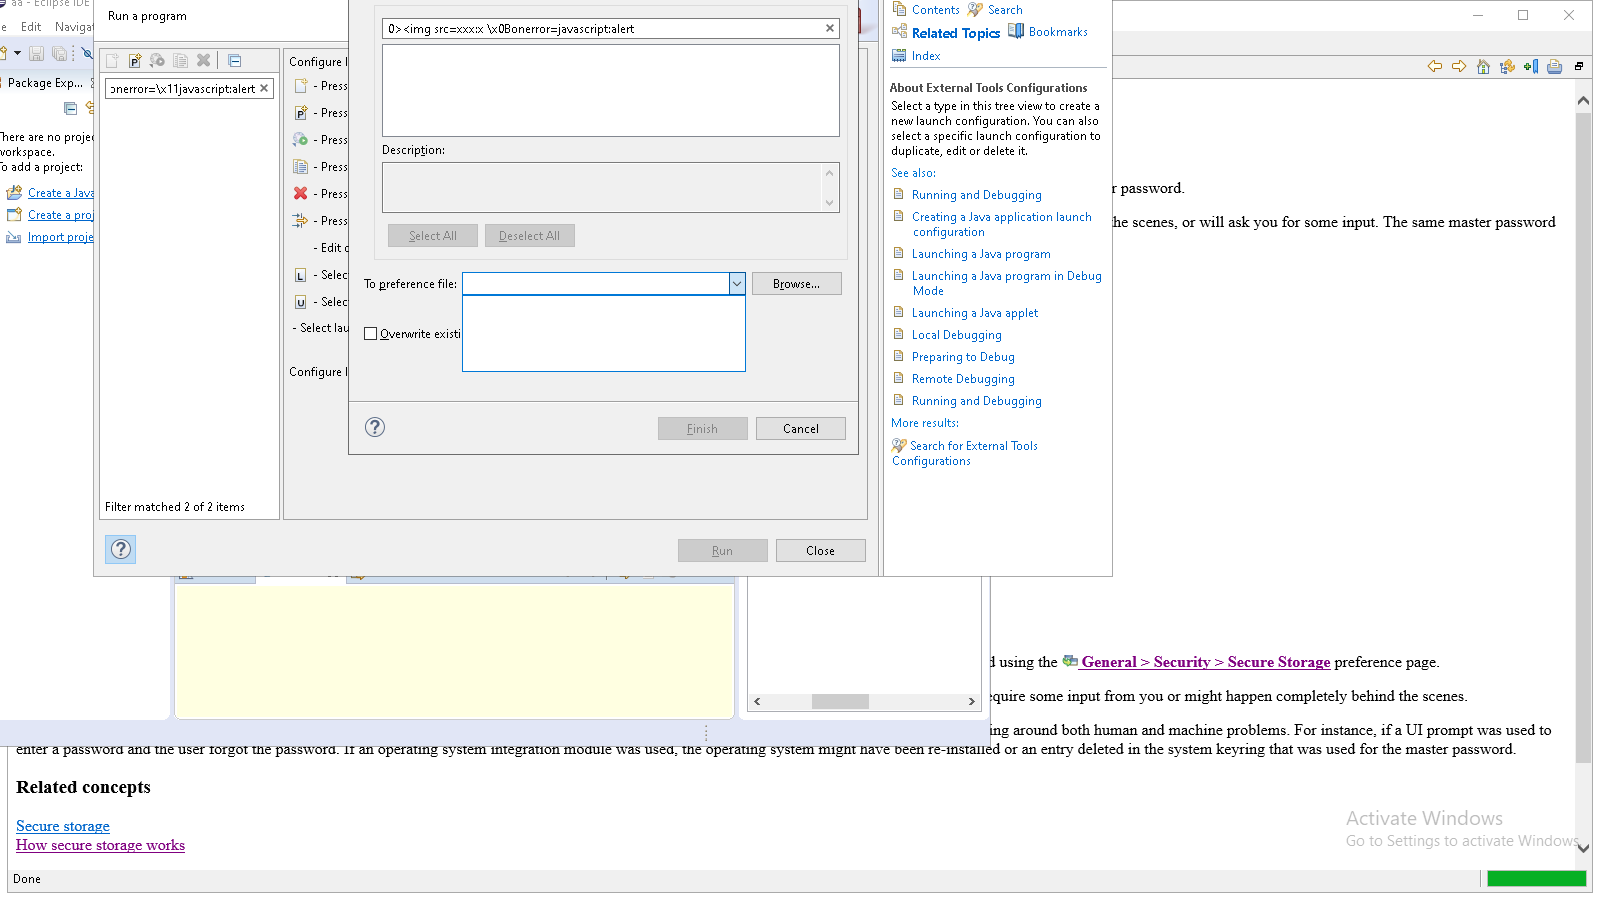 aa - Eclipse IDE
Edit
Run a program
Package Exp...
onerror=\x11javascript:alert
0><img src=xxx:x \x0Bonerror=javascript:alert
Configure
- Press
- Press
- Press
- Press
- Press
- Press
- Edit
- Selec
- Selec
- Select lau
Configure
Description:
Select All
Deselect All
To preference file:
Browse...
Overwrite existi
Finish
Cancel
There are no proje
workspace.
To add a project:
Create a Java
Create a proj
Import proje
Filter matched 2 of 2 items
Run
Close
Contents
Search
Related Topics
Bookmarks
Index
About External Tools Configurations
Select a type in this tree view to create a
new launch configuration. You can also
select a specific launch configuration to
duplicate, edit or delete it.
See also:
Running and Debugging
Creating a Java application launch
configuration
Launching a Java program
Launching a Java program in Debug
Mode
Launching a Java applet
Local Debugging
Preparing to Debug
Remote Debugging
Running and Debugging
More results:
Search for External Tools
Configurations
r password.
he scenes, or will ask you for some input. The same master password
d using the General > Security > Secure Storage preference page.
equire some input from you or might happen completely behind the scenes.
ing around both human and machine problems. For instance, if a UI prompt was used to
enter a password and the user forgot the password. If an operating system integration module was used, the operating system might have been re-installed or an entry deleted in the system keyring that was used for the master password.
Related concepts
Secure storage
How secure storage works
Activate Windows
Go to Settings to activate Windows.
Done